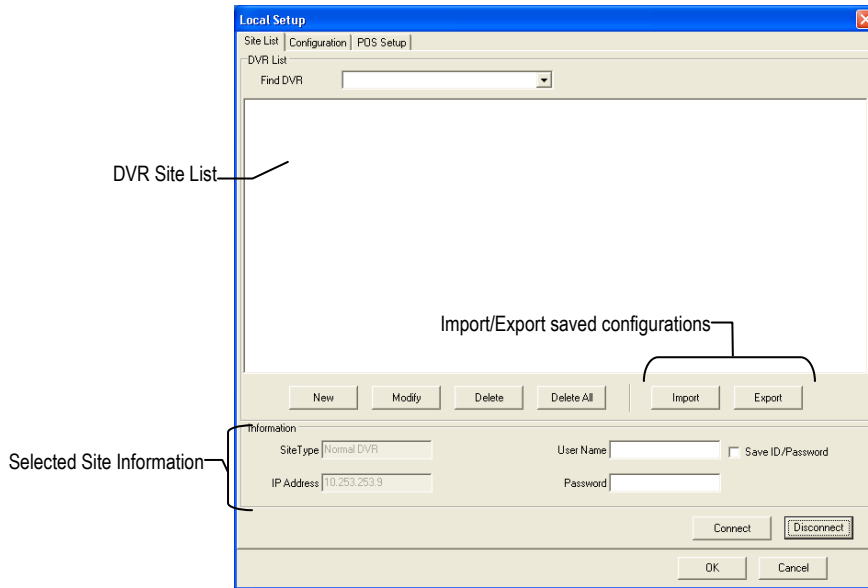 Local Setup
Site List Configuration POS Setup
DVR List
Find DVR
DVR Site List
Import/Export saved configurations
New Modify Delete Delete All Import Export
Information
SiteType Normal DVR User Name Save ID/Password
Selected Site Information
IP Address 10.253.253.9 Password
Connect Disconnect
OK Cancel